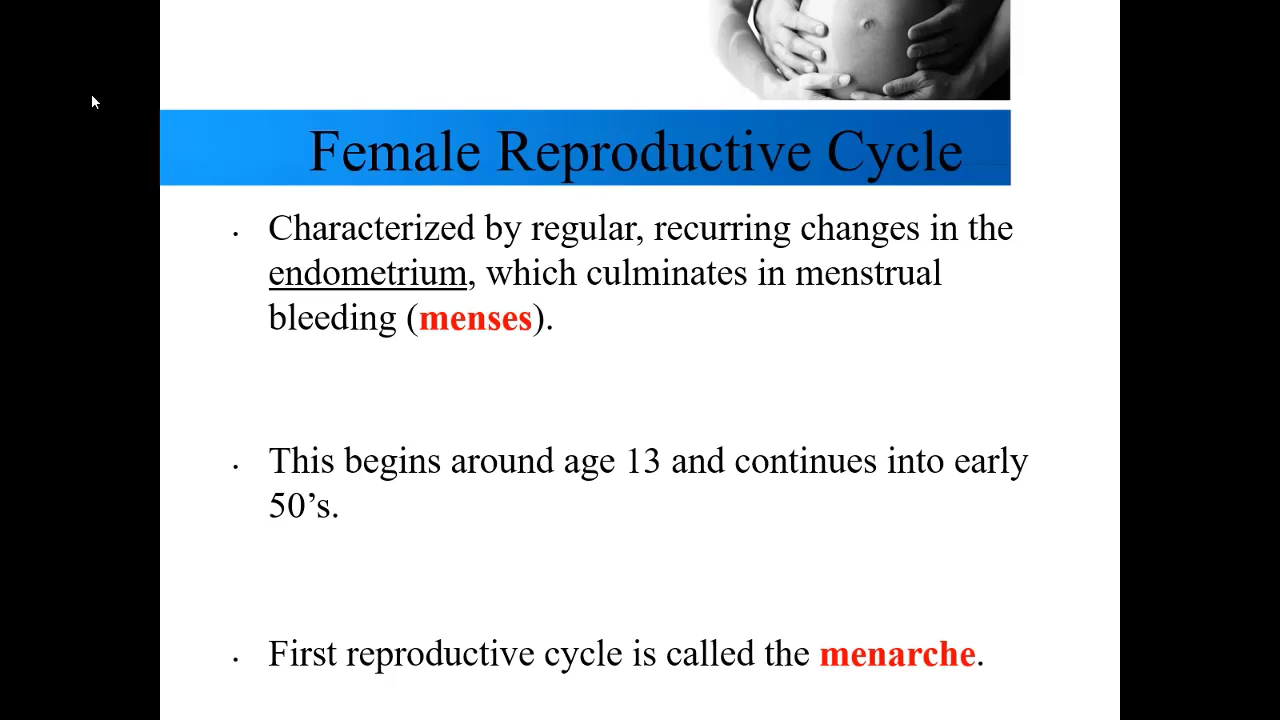 Female Reproductive Cycle
• Characterized by regular, recurring changes in the
endometrium, which culminates in menstrual
bleeding (menses).
• This begins around age 13 and continues into early
50’s.
• First reproductive cycle is called the menarche.